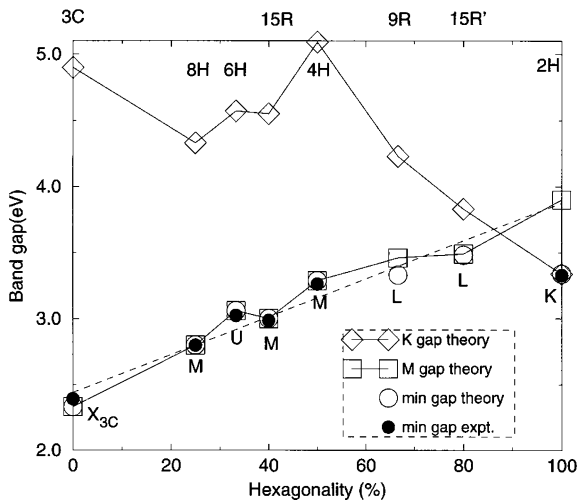 3C 15R 9R 15R'
5.0
8H 6H 4H 2H
4.0
Band gap(eV)
3.0
M U M M L L K
K gap theory
M gap theory
min gap theory
min gap expt.
X3C
2.0
0 20 40 60 80 100
Hexagonality (%)